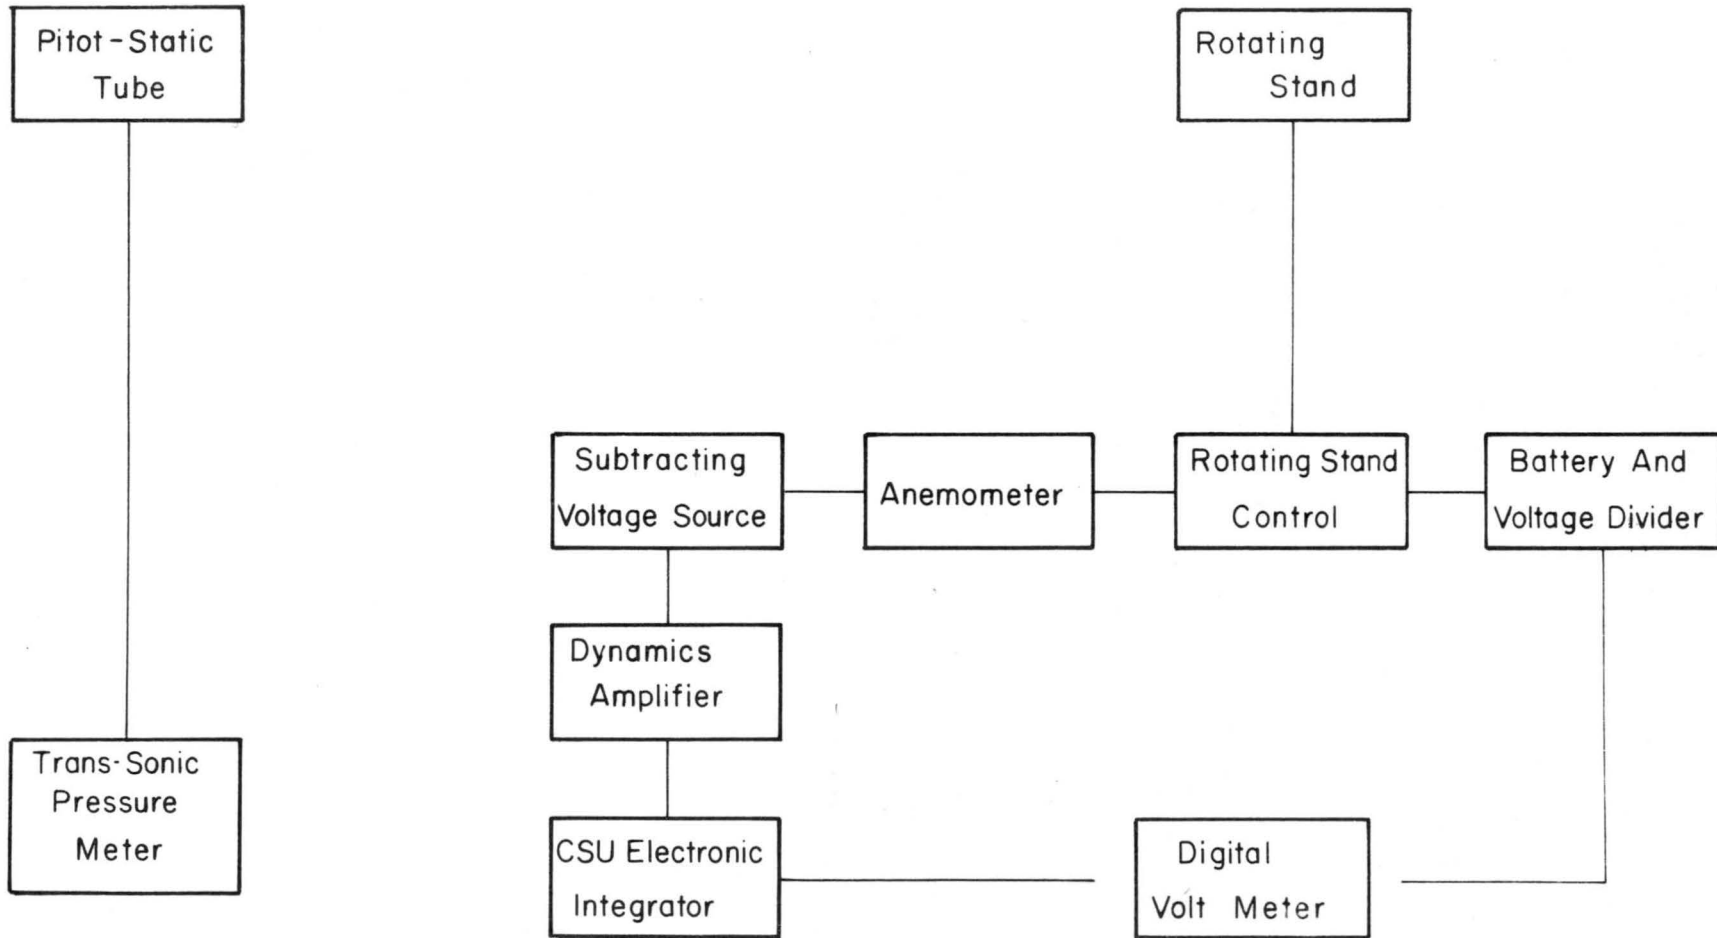 Pitot-Static
Tube
Rotating
Stand
Subtracting
Voltage Source
Anemometer
Rotating Stand
Control
Battery And
Voltage Divider
Dynamics
Amplifier
Trans-Sonic
Pressure
Meter
CSU Electronic
Integrator
Digital
Volt Meter